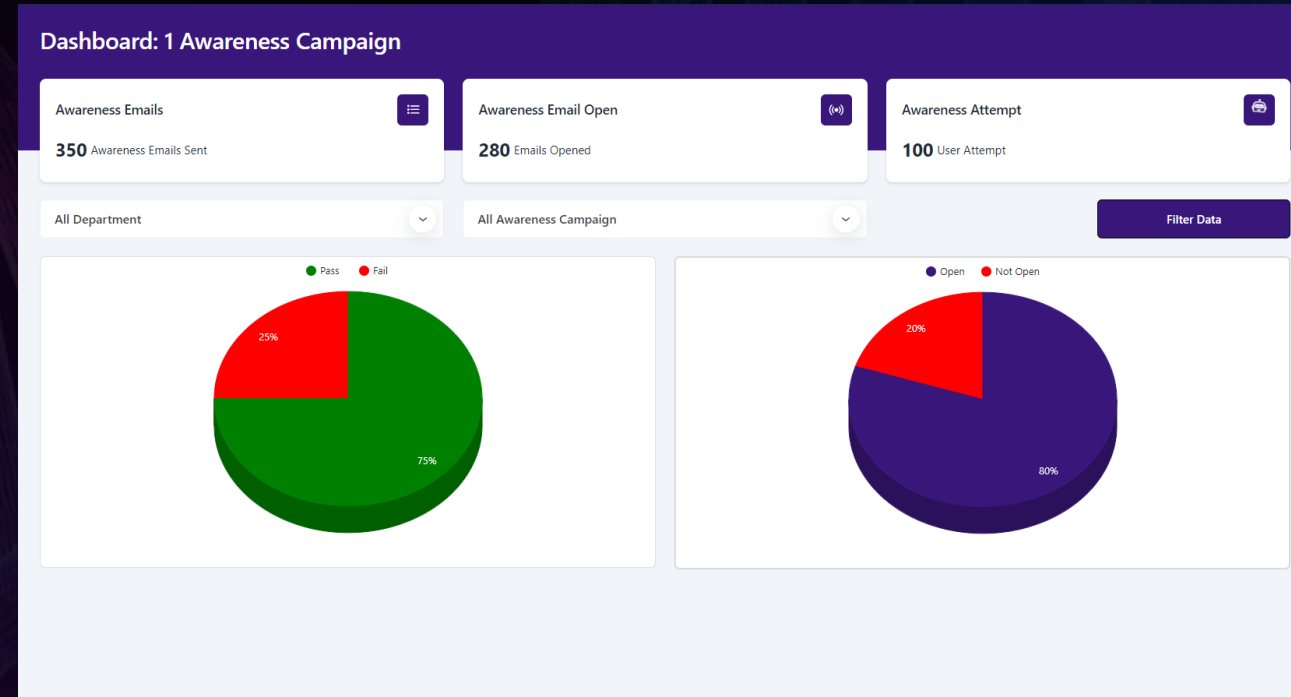 Dashboard: 1 Awareness Campaign
Awareness Emails
350 Awareness Emails Sent
Awareness Email Open
280 Emails Opened
Awareness Attempt
100 User Attempt
All Department
All Awareness Campaign
Filter Data
Pass Fail
25%
75%
Open Not Open
20%
80%